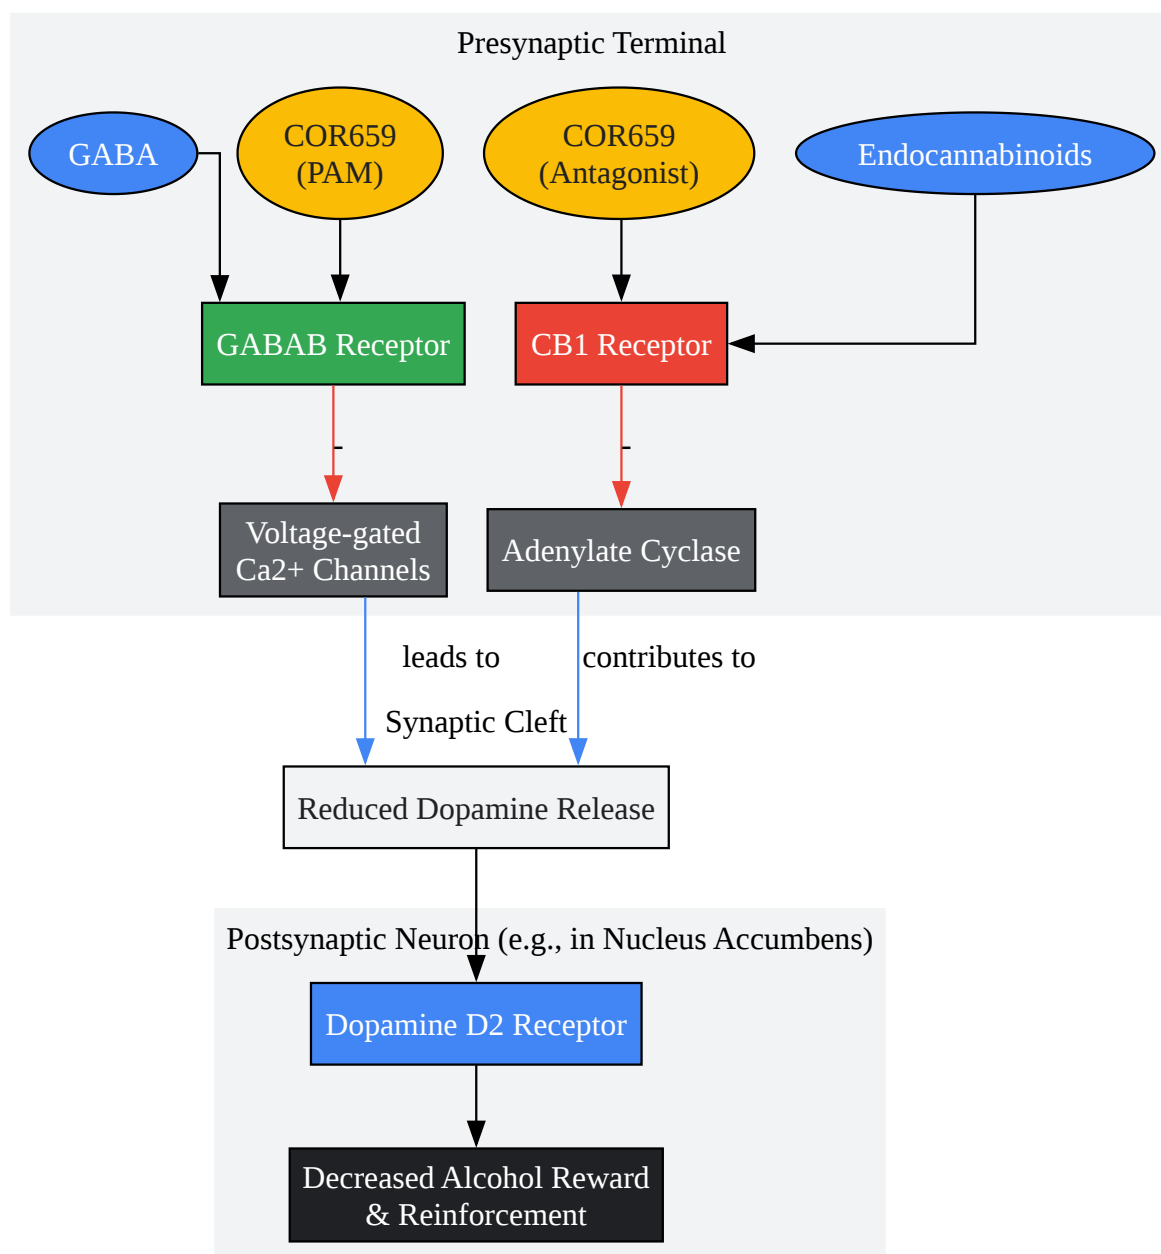 Presynaptic Terminal
GABA
COR659
(PAM)
COR659
(Antagonist)
Endocannabinoids
GABAB Receptor
CB1 Receptor
-
-
Voltage-gated
Ca2+ Channels
Adenylate Cyclase
leads to
contributes to
Synaptic Cleft
Reduced Dopamine Release
Postsynaptic Neuron (e.g., in Nucleus Accumbens)
Dopamine D2 Receptor
Decreased Alcohol Reward
& Reinforcement